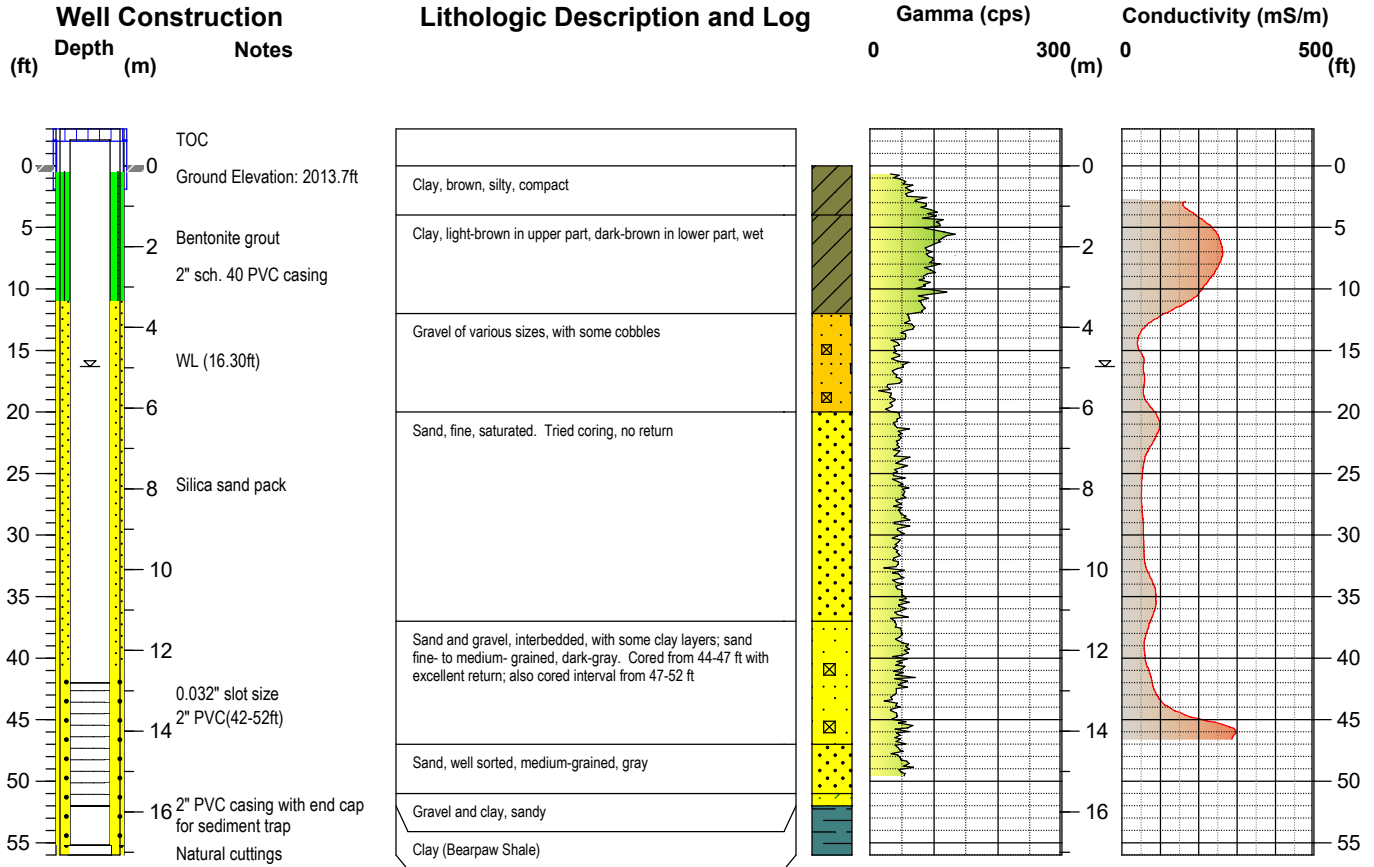 Well Construction
Lithologic Description and Log
Gamma (cps)
Conductivity (mS/m)
Depth
Notes
(ft)
(m)
0
300
(m)
0
500
(ft)
TOC
Ground Elevation: 2013.7ft
Bentonite grout
2" sch. 40 PVC casing
WL (16.30ft)
Silica sand pack
0.032" slot size
2" PVC(42-52ft)
2" PVC casing with end cap
for sediment trap
Natural cuttings
0
5
10
15
20
25
30
35
40
45
50
55
0
2
4
6
8
10
12
14
16
Clay, brown, silty, compact
Clay, light-brown in upper part, dark-brown in lower part, wet
Gravel of various sizes, with some cobbles
Sand, fine, saturated. Tried coring, no return
Sand and gravel, interbedded, with some clay layers; sand
fine- to medium- grained, dark-gray. Cored from 44-47 ft with
excellent return; also cored interval from 47-52 ft
Sand, well sorted, medium-grained, gray
Gravel and clay, sandy
Clay (Bearpaw Shale)
0
2
4
6
8
10
12
14
16
0
5
10
15
20
25
30
35
40
45
50
55